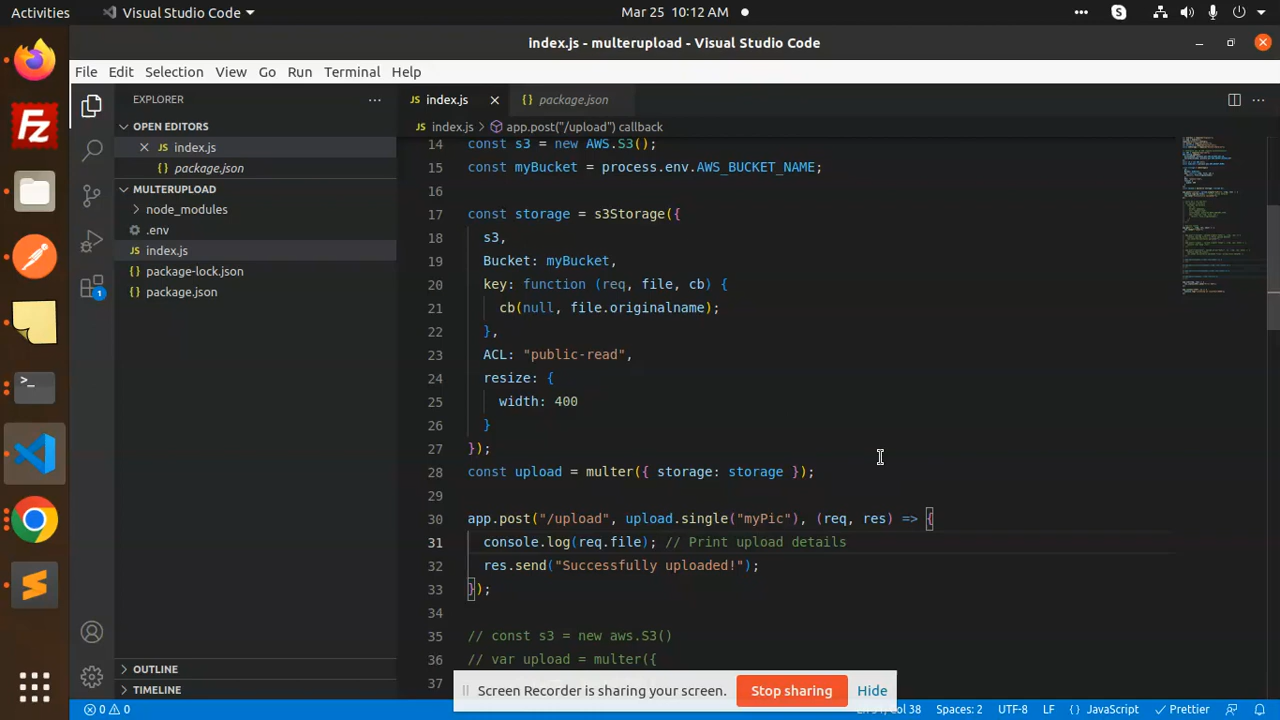 Activities
Visual Studio Code
Mar 25 10:12 AM
index.js - multerupload - Visual Studio Code
File Edit Selection View Go Run Terminal Help
EXPLORER
JS index.js
{ } package.json
OPEN EDITORS
JS index.js > app.post("/upload") callback
JS index.js
{ } package.json
MULTERUPLOAD
node_modules
.env
JS index.js
{ } package-lock.json
{ } package.json
14 const s3 = new AWS.S3();
15 const myBucket = process.env.AWS_BUCKET_NAME;
16
17 const storage = s3Storage({
18 s3,
19 Bucket: myBucket,
20 key: function (req, file, cb) {
21 cb(null, file.originalname);
22 },
23 ACL: "public-read",
24 resize: {
25 width: 400
26 }
27 });
28 const upload = multer({ storage: storage });
29
30 app.post("/upload", upload.single("myPic"), (req, res) => {
31 console.log(req.file); // Print upload details
32 res.send("Successfully uploaded!");
33 });
34
35 // const s3 = new aws.S3()
36 // var upload = multer({
37
1
OUTLINE
TIMELINE
Screen Recorder is sharing your screen.
Stop sharing
Hide
0 0
Col 38
Spaces: 2
UTF-8
LF
{ } JavaScript
Prettier